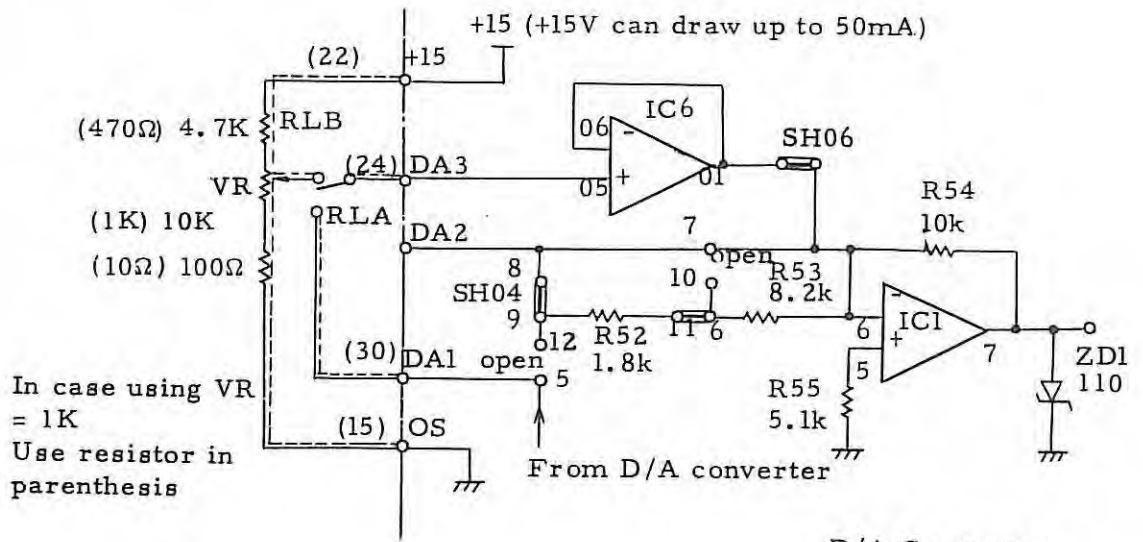 +15 (+15V can draw up to 50mA)
(22) +15
(470Ω) 4.7K RLB
IC6
06 -
SH06
(24) DA3
05 +
01
VR
RLA
R54
10k
(1K) 10K
DA2
7
open
(10Ω) 100Ω
8
10
R53
8.2k
SH04
9
11
6
-
6
IC1
12
R52
1.8k
+
5
7
(30) DA1 open
5
ZD1
110
In case using VR
= 1K
Use resistor in
parenthesis
R55
5.1k
(15) OS
From D/A converter